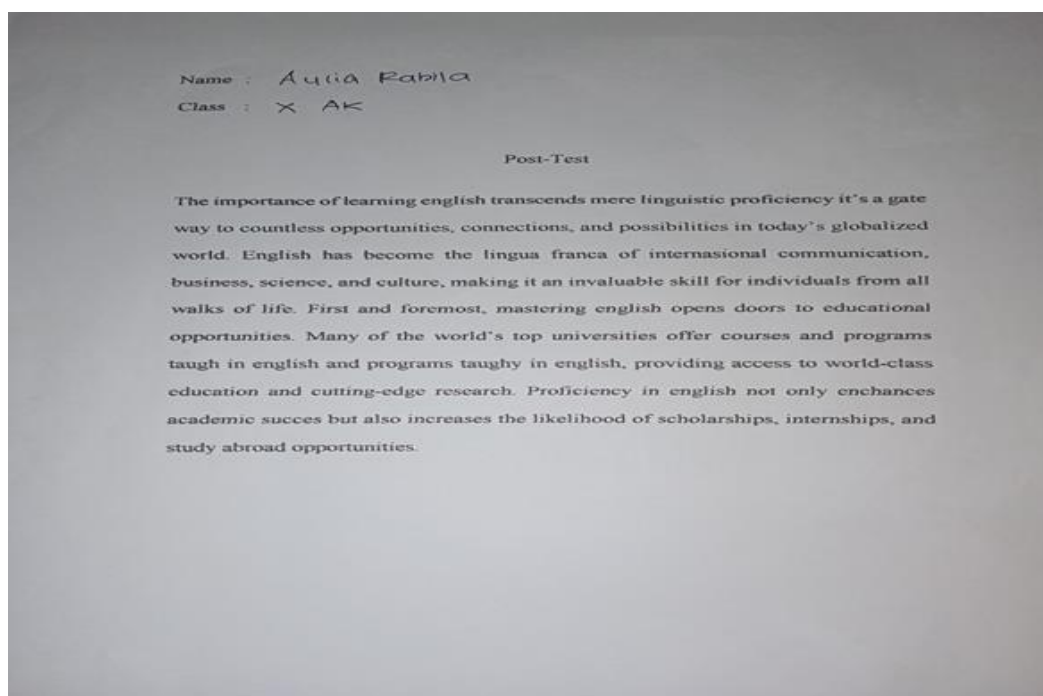 Name : Aulia Rabila
Class : X AK
Post-Test
The importance of learning english transcends mere linguistic proficiency it's a gate
way to countless opportunities, connections, and possibilities in today's globalized
world. English has become the lingua franca of internasional communication,
business, science, and culture, making it an invaluable skill for individuals from all
walks of life. First and foremost, mastering english opens doors to educational
opportunities. Many of the world's top universities offer courses and programs
taugh in english and programs taughy in english, providing access to world-class
education and cutting-edge research. Proficiency in english not only enchances
academic succes but also increases the likelihood of scholarships, internships, and
study abroad opportunities.